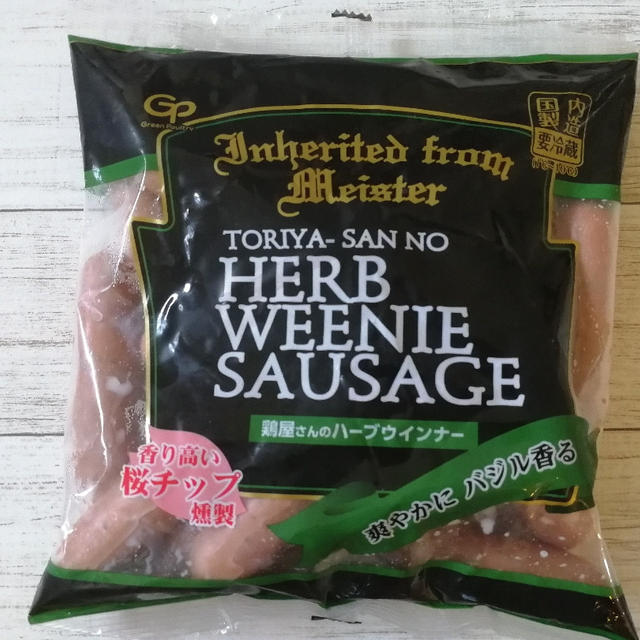 GP
Green Poultry
国内
製造
要冷蔵
Inherited from
Meister
TORIYA- SAN NO
HERB
WEENIE
SAUSAGE
鶏屋さんのハーブウインナー
香り高い
桜チップ
燻製
爽やかに バジル香る